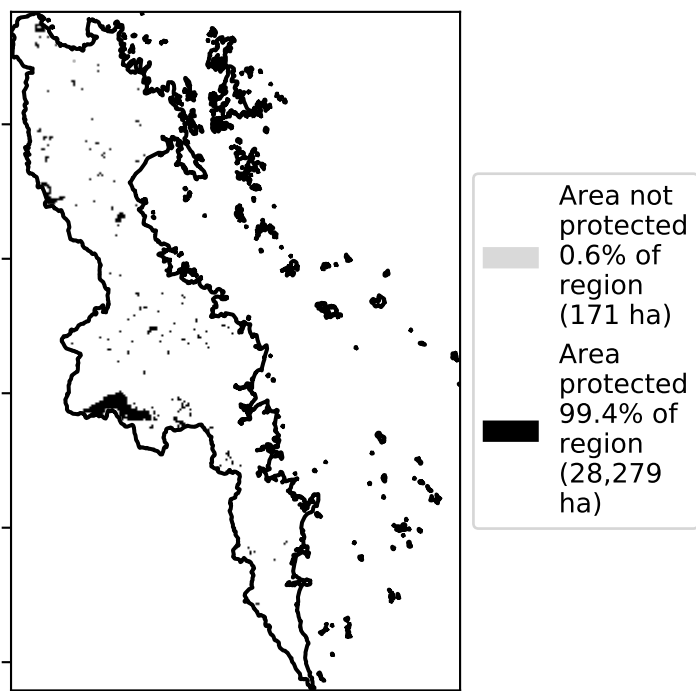 Area not
protected
0.6% of
region
(171 ha)
Area
protected
99.4% of
region
(28,279
ha)